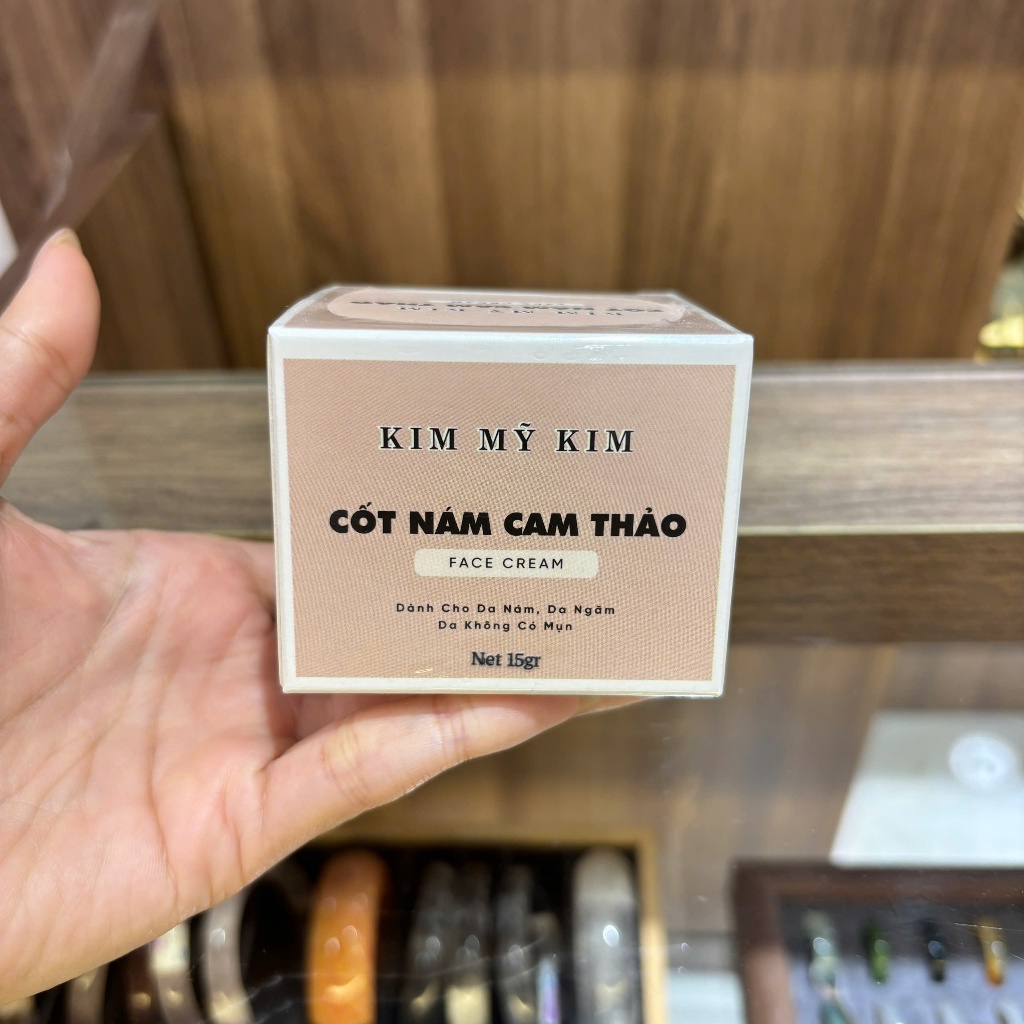 KIM MỸ KIM
CỐT NÁM CAM THẢO
FACE CREAM
Dành Cho Da Nám, Da Ngăm
Da Không Có Mụn
Net 15gr